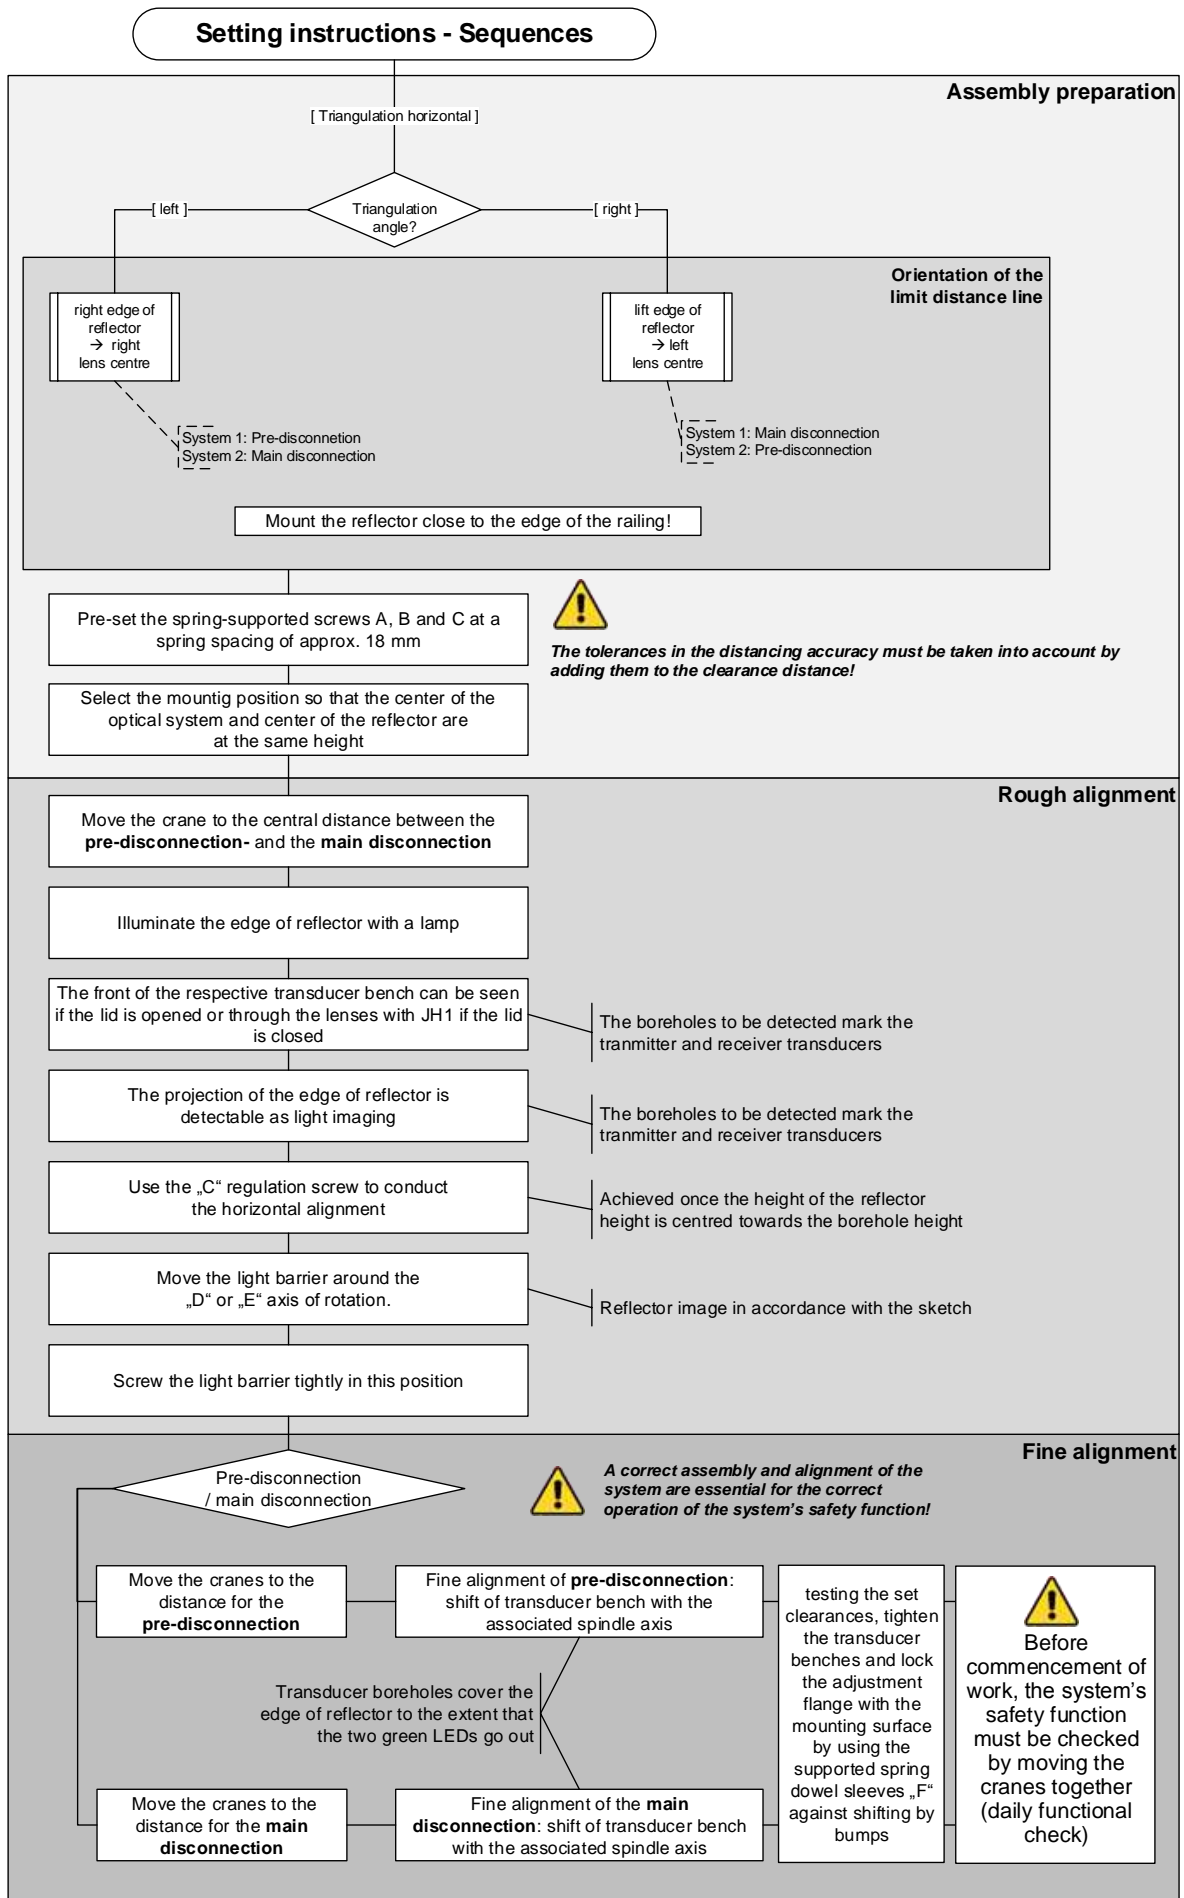 Setting instructions - Sequences
Assembly preparation
[ Triangulation horizontal ]
Triangulation
angle?
[ left ]
[ right ]
Orientation of the
limit distance line
right edge of
reflector
→ right
lens centre
lift edge of
reflector
→ left
lens centre
System 1: Pre-disconnetion
System 2: Main disconnection
System 1: Main disconnection
System 2: Pre-disconnection
Mount the reflector close to the edge of the railing!
Pre-set the spring-supported screws A, B and C at a
spring spacing of approx. 18 mm
The tolerances in the distancing accuracy must be taken into account by
adding them to the clearance distance!
Select the mountig position so that the center of the
optical system and center of the reflector are
at the same height
Rough alignment
Move the crane to the central distance between the
pre-disconnection- and the main disconnection
Illuminate the edge of reflector with a lamp
The front of the respective transducer bench can be seen
if the lid is opened or through the lenses with JH1 if the lid
is closed
The boreholes to be detected mark the
tranmitter and receiver transducers
The projection of the edge of reflector is
detectable as light imaging
The boreholes to be detected mark the
tranmitter and receiver transducers
Use the „C“ regulation screw to conduct
the horizontal alignment
Achieved once the height of the reflector
height is centred towards the borehole height
Move the light barrier around the
„D“ or „E“ axis of rotation.
Reflector image in accordance with the sketch
Screw the light barrier tightly in this position
Fine alignment
Pre-disconnection
/ main disconnection
A correct assembly and alignment of the
system are essential for the correct
operation of the system’s safety function!
Move the cranes to the
distance for the
pre-disconnection
Fine alignment of pre-disconnection:
shift of transducer bench with the
associated spindle axis
Transducer boreholes cover the
edge of reflector to the extent that
the two green LEDs go out
Move the cranes to the
distance for the main
disconnection
Fine alignment of the main
disconnection: shift of transducer bench
with the associated spindle axis
testing the set
clearances, tighten
the transducer
benches and lock
the adjustment
flange with the
mounting surface
by using the
supported spring
dowel sleeves „F“
against shifting by
bumps
Before
commencement of
work, the system’s
safety function
must be checked
by moving the
cranes together
(daily functional
check)